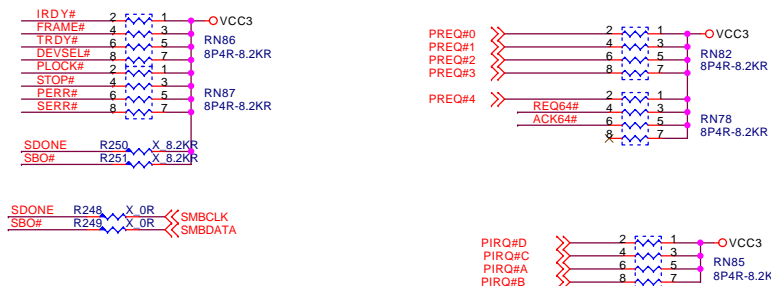 IRDY# 2 1 VCC3
FRAME# 4 3
TRDY# 6 5 RN86
DEVSEL# 8 7 8P4R-8.2KR
PLOCK# 2 1
STOP# 4 3
PERR# 6 5 RN87
SERR# 8 7 8P4R-8.2KR
SDONE R250 X_8.2KR
SBO# R251 X_8.2KR
SDONE R248 X_0R SMBCLK
SBO# R249 X_0R SMBDATA
PREQ#0 2 1 VCC3
PREQ#1 4 3
PREQ#2 6 5 RN82
PREQ#3 8 7 8P4R-8.2KR
PREQ#4 2 1
REQ64# 4 3
ACK64# 6 5 RN78
8 7 8P4R-8.2KR
PIRQ#D 2 1 VCC3
PIRQ#C 4 3
PIRQ#A 6 5 RN85
PIRQ#B 8 7 8P4R-8.2K